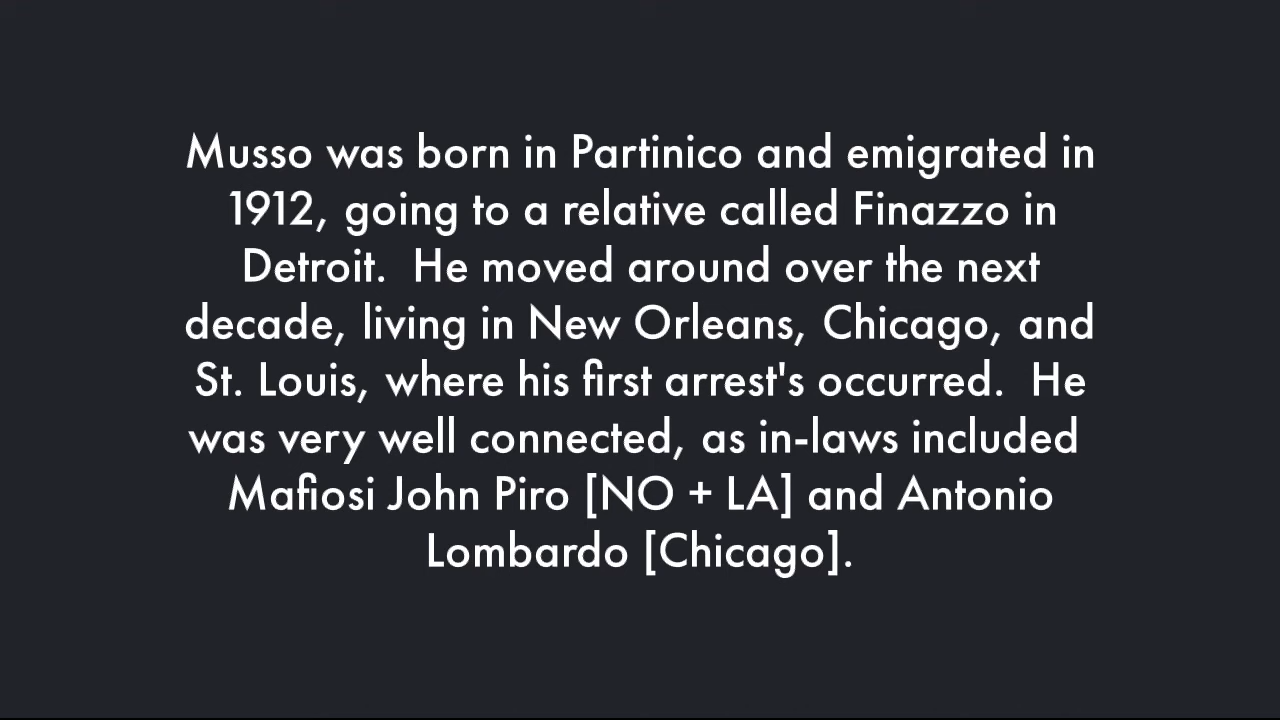 Musso was born in Partinico and emigrated in
1912, going to a relative called Finazzo in
Detroit.  He moved around over the next
decade, living in New Orleans, Chicago, and
St. Louis, where his first arrest's occurred.  He
was very well connected, as in-laws included
Mafiosi John Piro [NO + LA] and Antonio
Lombardo [Chicago].